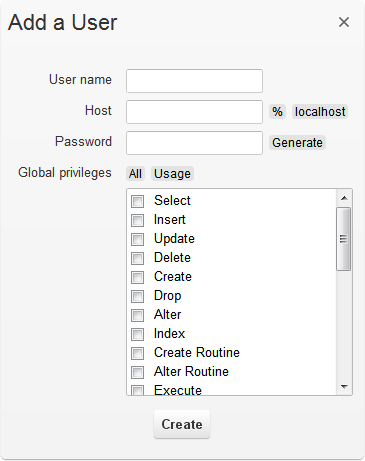 Add a User ×
User name
Host % localhost
Password Generate
Global privileges All Usage
Select
Insert
Update
Delete
Create
Drop
Alter
Index
Create Routine
Alter Routine
Execute
Create